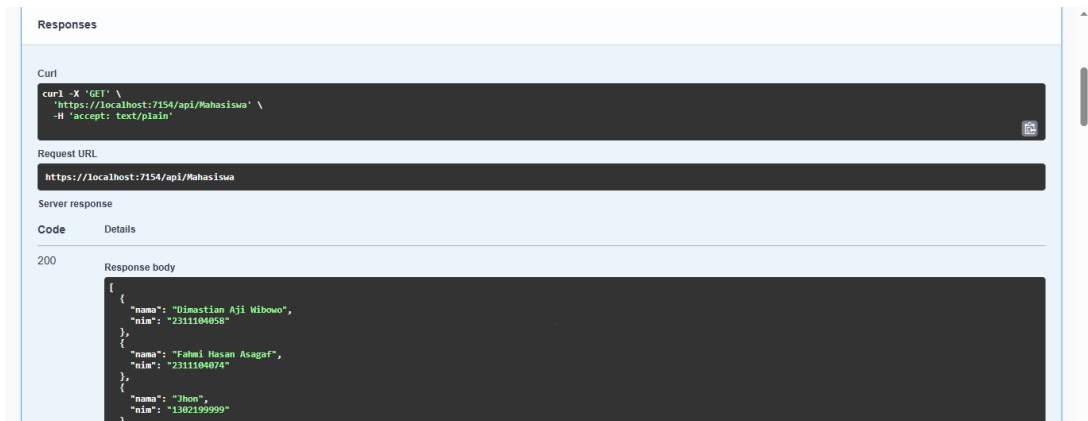 Responses
Curl
curl -X 'GET' \
'https://localhost:7154/api/Mahasiswa' \
-H 'accept: text/plain'
Request URL
https://localhost:7154/api/Mahasiswa
Server response
Code Details
200
Response body
[
{
"nama": "Dimastian Aji Wibowo",
"nim": "2311104058"
},
{
"nama": "Fahmi Hasan Asagaf",
"nim": "2311104074"
},
{
"nama": "Jhon",
"nim": "1302199999"
}